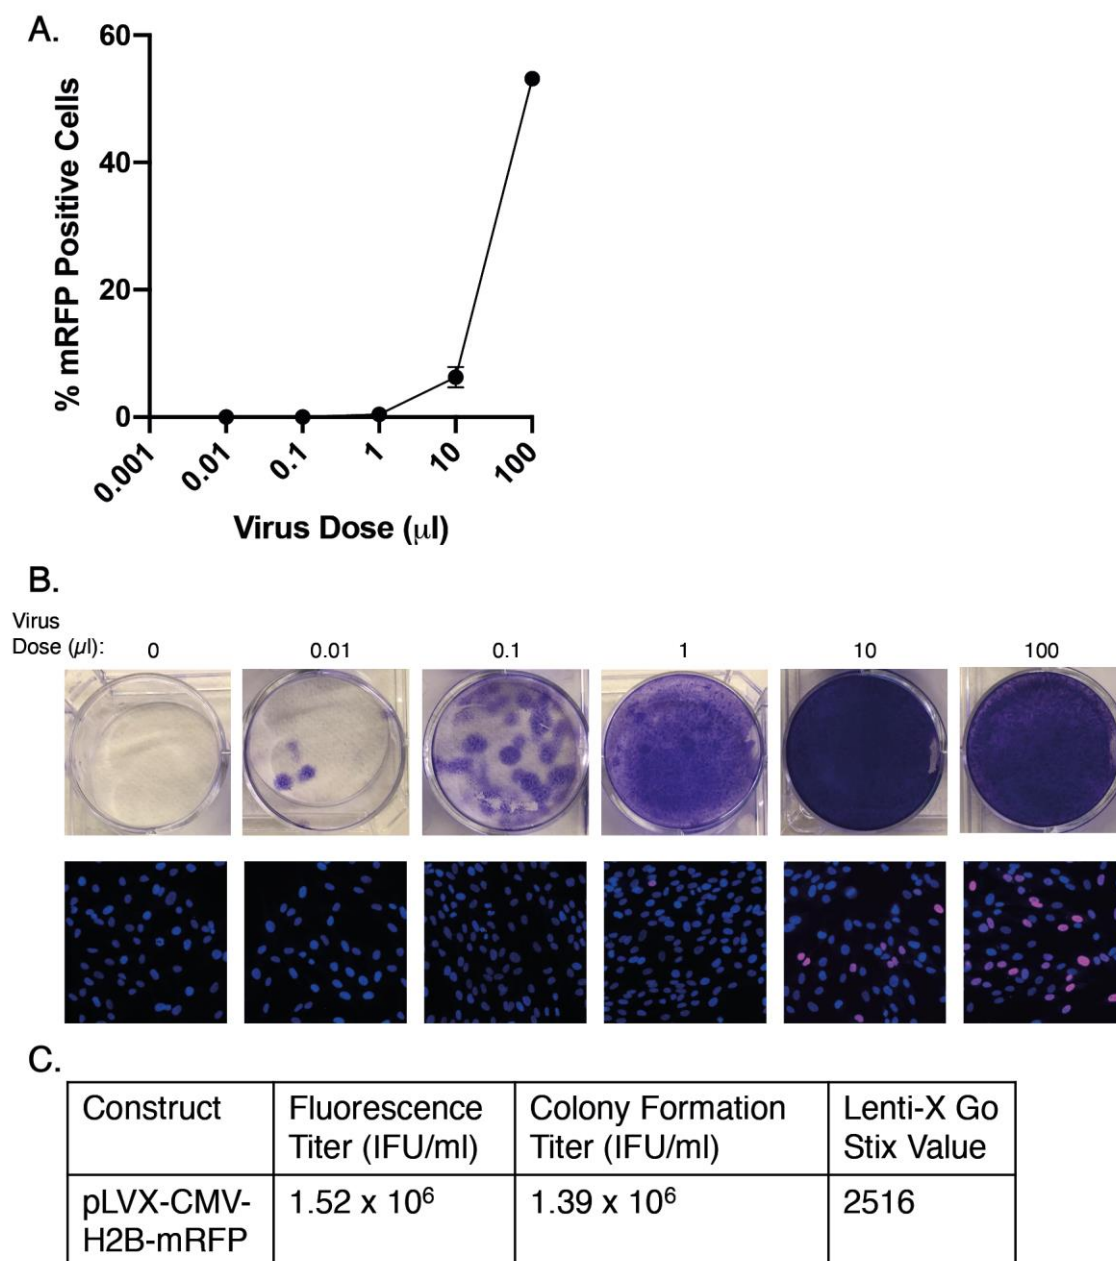 A.
60
40
20
0
% mRFP Positive Cells
0.001
0.01
0.1
1
10
100
Virus Dose (μl)
B.
Virus
Dose (μl): 0 0.01 0.1 1 10 100
C.
Construct
Fluorescence
Titer (IFU/ml)
Colony Formation
Titer (IFU/ml)
Lenti-X Go
Stix Value
pLVX-CMV-
H2B-mRFP
1.52 x 10⁶
1.39 x 10⁶
2516